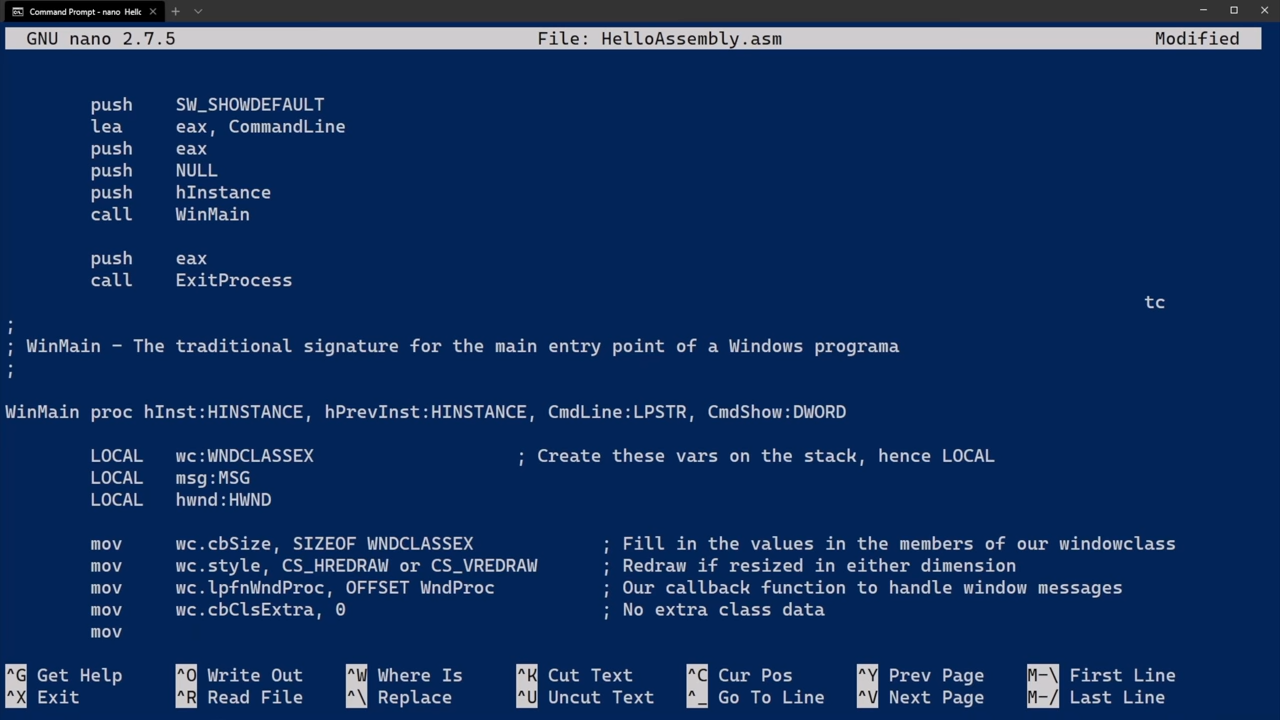 Command Prompt - nano Hello
GNU nano 2.7.5 File: HelloAssembly.asm Modified
push SW_SHOWDEFAULT
lea eax, CommandLine
push eax
push NULL
push hInstance
call WinMain
push eax
call ExitProcess
tc
;
; WinMain - The traditional signature for the main entry point of a Windows programa
;
WinMain proc hInst:HINSTANCE, hPrevInst:HINSTANCE, CmdLine:LPSTR, CmdShow:DWORD
LOCAL wc:WNDCLASSEX ; Create these vars on the stack, hence LOCAL
LOCAL msg:MSG
LOCAL hwnd:HWND
mov wc.cbSize, SIZEOF WNDCLASSEX ; Fill in the values in the members of our windowclass
mov wc.style, CS_HREDRAW or CS_VREDRAW ; Redraw if resized in either dimension
mov wc.lpfnWndProc, OFFSET WndProc ; Our callback function to handle window messages
mov wc.cbClsExtra, 0 ; No extra class data
mov
^G Get Help ^O Write Out ^W Where Is ^K Cut Text ^C Cur Pos ^Y Prev Page M-\ First Line
^X Exit ^R Read File ^\ Replace ^U Uncut Text ^_ Go To Line ^V Next Page M-/ Last Line